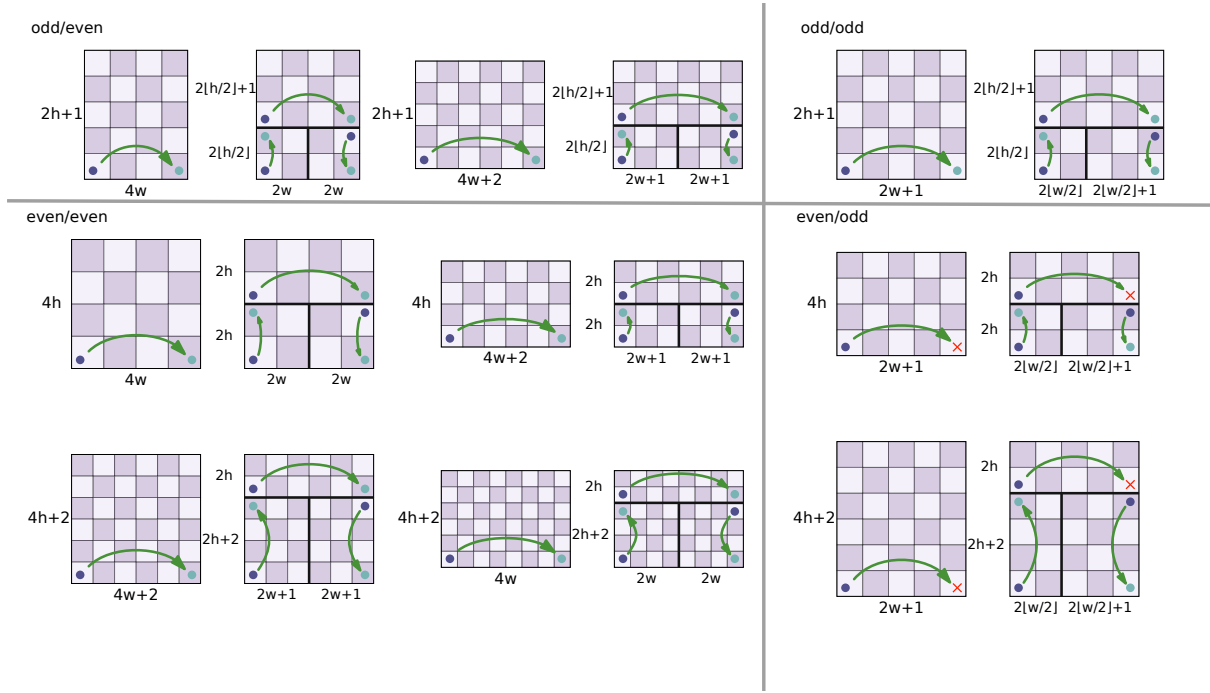 odd/even
2h+1
4w
2⌊h/2⌋+1
2⌊h/2⌋
2w 2w
2h+1
4w+2
2⌊h/2⌋+1
2⌊h/2⌋
2w+1 2w+1
odd/odd
2h+1
2w+1
2⌊h/2⌋+1
2⌊h/2⌋
2⌊w/2⌋ 2⌊w/2⌋+1
even/even
4h
4w
2h
2h
2w 2w
4h
4w+2
2h
2h
2w+1 2w+1
4h+2
4w+2
2h
2h+2
2w+1 2w+1
4h+2
4w
2h
2h+2
2w 2w
even/odd
4h
2w+1
2h
2h
2⌊w/2⌋ 2⌊w/2⌋+1
4h+2
2w+1
2h
2h+2
2⌊w/2⌋ 2⌊w/2⌋+1